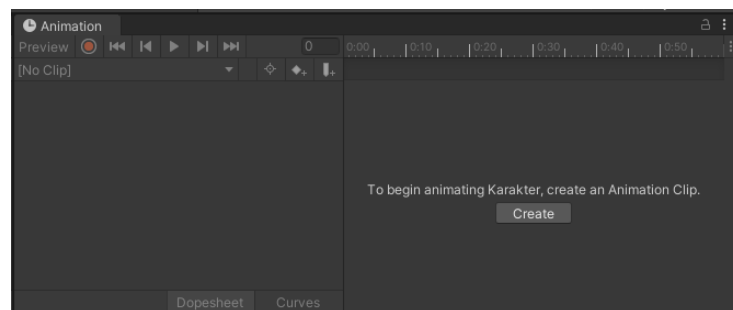 Animation
Preview 0 0:00 0:10 0:20 0:30 0:40 0:50
[No Clip]
To begin animating Karakter, create an Animation Clip.
Create
Dopesheet Curves